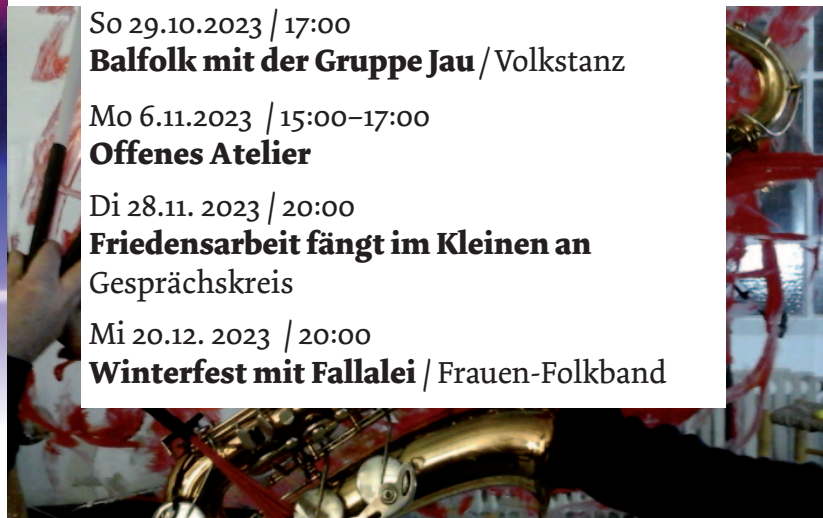 So 29.10.2023 / 17:00
Balfolk mit der Gruppe Jau / Volkstanz
Mo 6.11.2023 / 15:00–17:00
Offenes Atelier
Di 28.11. 2023 / 20:00
Friedensarbeit fängt im Kleinen an
Gesprächskreis
Mi 20.12. 2023 / 20:00
Winterfest mit Fallalei / Frauen-Folkband